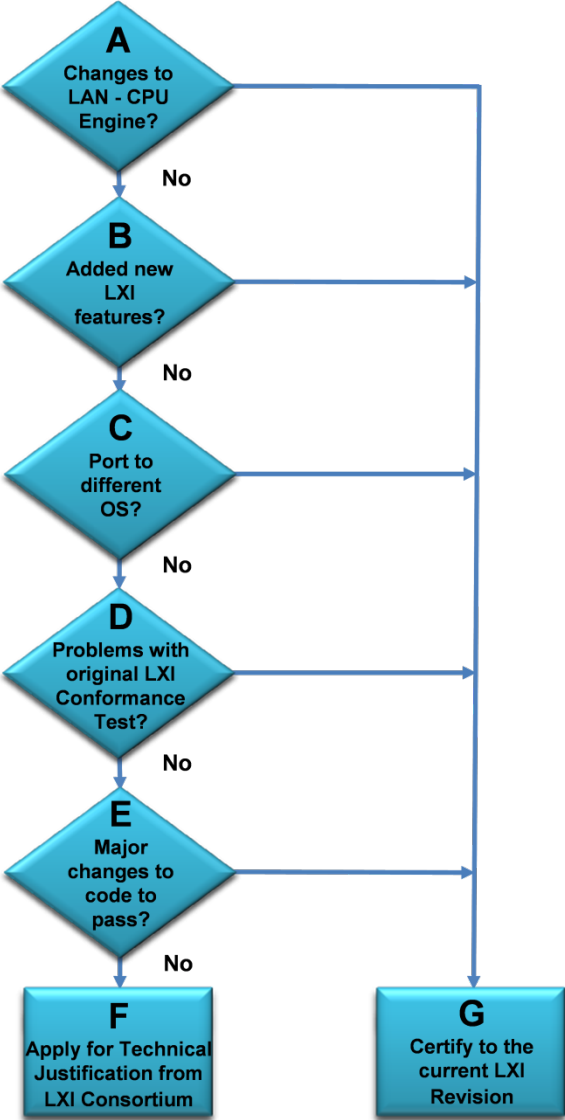 A
Changes to
LAN - CPU
Engine?
No
B
Added new
LXI
features?
No
C
Port to
different
OS?
No
D
Problems with
original LXI
Conformance
Test?
No
E
Major
changes to
code to
pass?
No
F
Apply for Technical
Justification from
LXI Consortium
G
Certify to the
current LXI
Revision